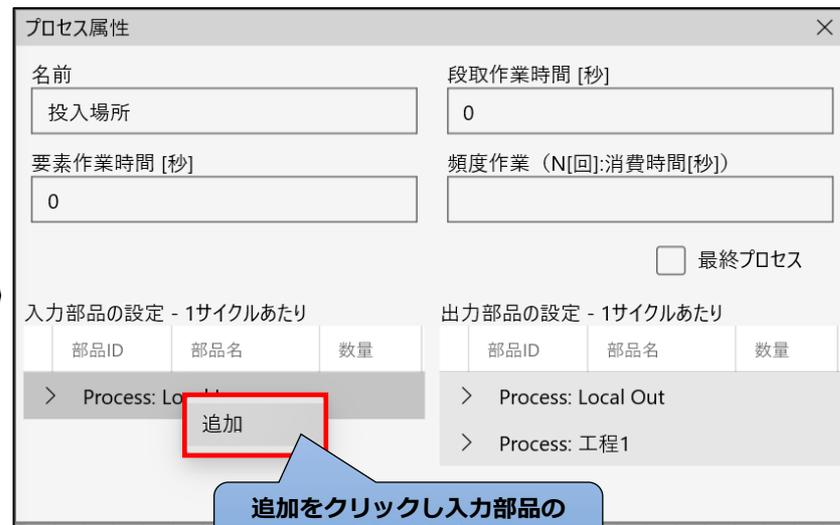 プロセス属性
名前
投入場所
段取作業時間 [秒]
0
要素作業時間 [秒]
0
頻度作業（N[回]:消費時間[秒]）
最終プロセス
入力部品の設定 - 1サイクルあたり
部品ID 部品名 数量
Process:
追加
出力部品の設定 - 1サイクルあたり
部品ID 部品名 数量
Process: Local Out
Process: 工程1
追加をクリックし入力部品の